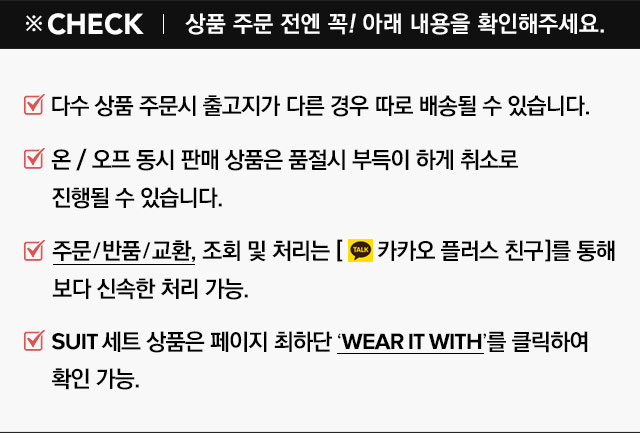 ※ CHECK | 상품 주문 전엔 꼭! 아래 내용을 확인해주세요.
다수 상품 주문시 출고지가 다른 경우 따로 배송될 수 있습니다.
온 / 오프 동시 판매 상품은 품절시 부득이 하게 취소로
진행될 수 있습니다.
주문/반품/교환, 조회 및 처리는 [ TALK 카카오 플러스 친구]를 통해
보다 신속한 처리 가능.
SUIT 세트 상품은 페이지 최하단 ‘WEAR IT WITH’를 클릭하여
확인 가능.